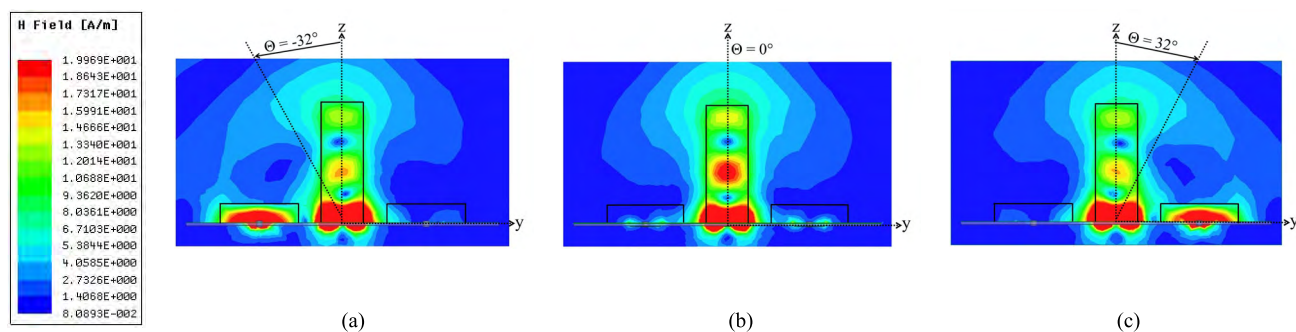 H Field [A/m]
1.9969E+001
1.8643E+001
1.7317E+001
1.5991E+001
1.4666E+001
1.3340E+001
1.2014E+001
1.0688E+001
9.3620E+000
8.0361E+000
6.7103E+000
5.3844E+000
4.0585E+000
2.7326E+000
1.4068E+000
8.0893E-002
z
Θ = -32°
y
(a)
z
Θ = 0°
y
(b)
z
Θ = 32°
y
(c)